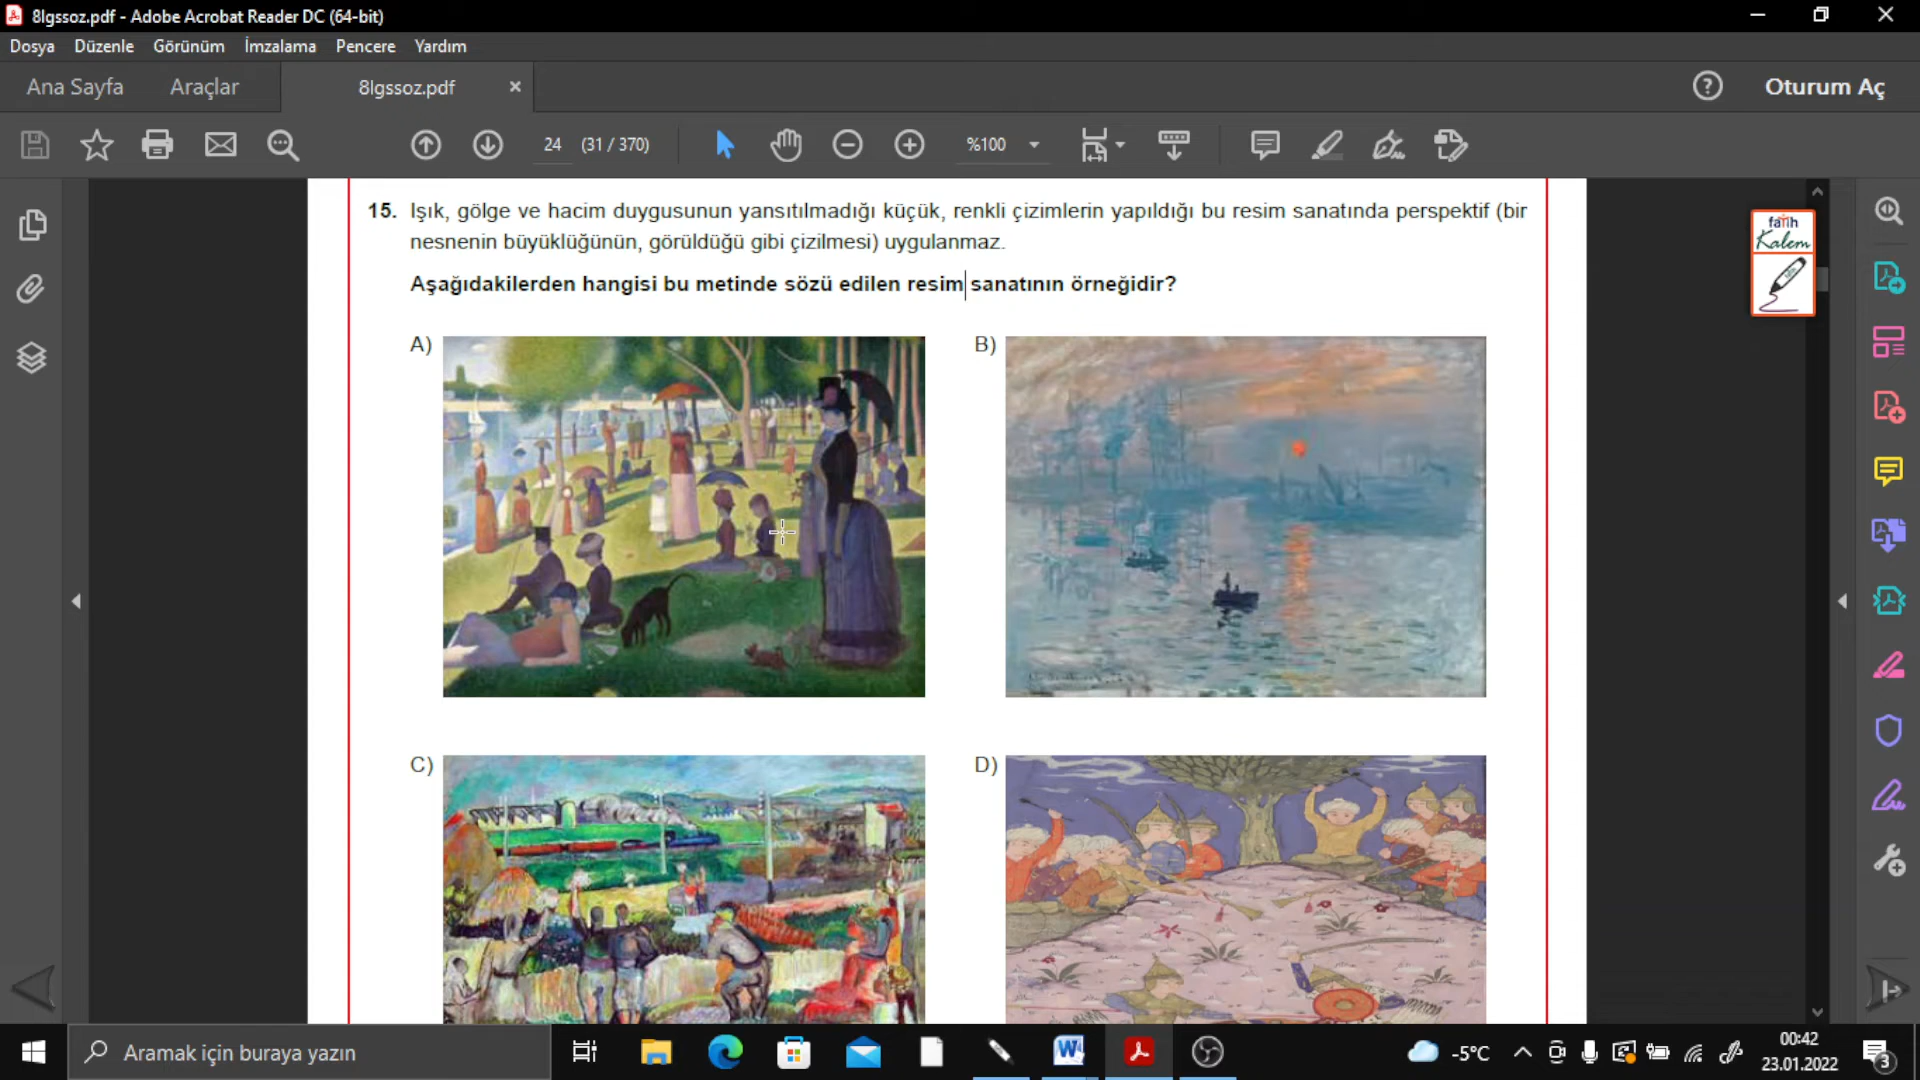 8lgssoz.pdf - Adobe Acrobat Reader DC (64-bit)
Dosya Düzenle Görünüm İmzalama Pencere Yardım
Ana Sayfa Araçlar 8lgssoz.pdf Oturum Aç
24 (31 / 370) %100
15. Işık, gölge ve hacim duygusunun yansıtılmadığı küçük, renkli çizimlerin yapıldığı bu resim sanatında perspektif (bir
nesnenin büyüklüğünün, görüldüğü gibi çizilmesi) uygulanmaz.
Aşağıdakilerden hangisi bu metinde sözü edilen resim sanatının örneğidir?
fatih
Kalem
A) B)
C) D)
Aramak için buraya yazın
-5°C
00:42
23.01.2022
3